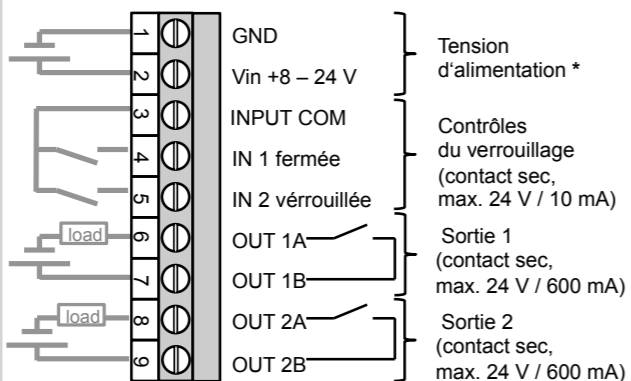 1 GND
2 Vin +8 – 24 V
Tension
d‘alimentation *
3 INPUT COM
4 IN 1 fermée
5 IN 2 vérrouillée
Contrôles
du verrouillage
(contact sec,
max. 24 V / 10 mA)
load 6 OUT 1A
7 OUT 1B
Sortie 1
(contact sec,
max. 24 V / 600 mA)
load 8 OUT 2A
9 OUT 2B
Sortie 2
(contact sec,
max. 24 V / 600 mA)